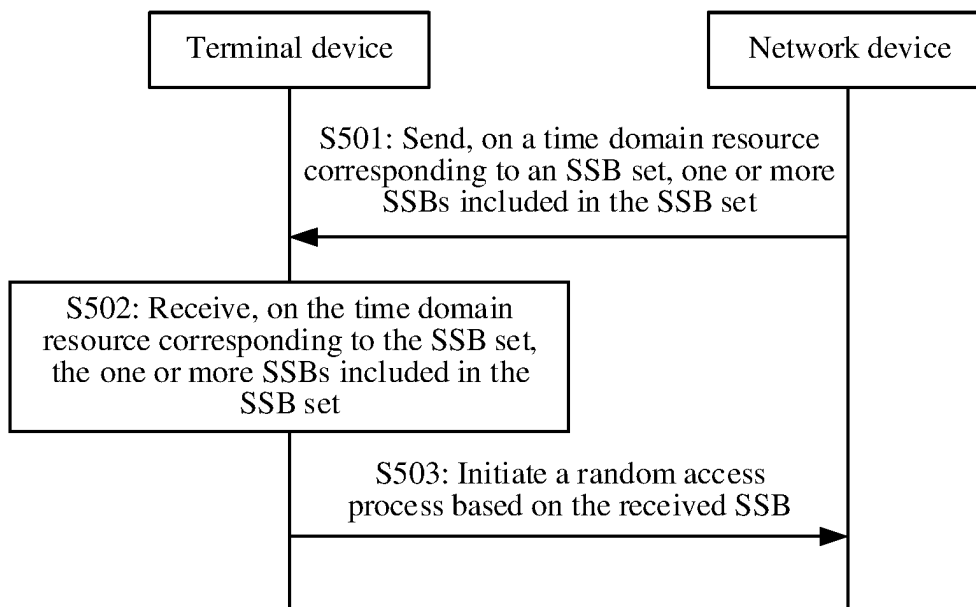 Terminal device
Network device
S501: Send, on a time domain resource
corresponding to an SSB set, one or more
SSBs included in the SSB set
S502: Receive, on the time domain
resource corresponding to the SSB set,
the one or more SSBs included in the
SSB set
S503: Initiate a random access
process based on the received SSB